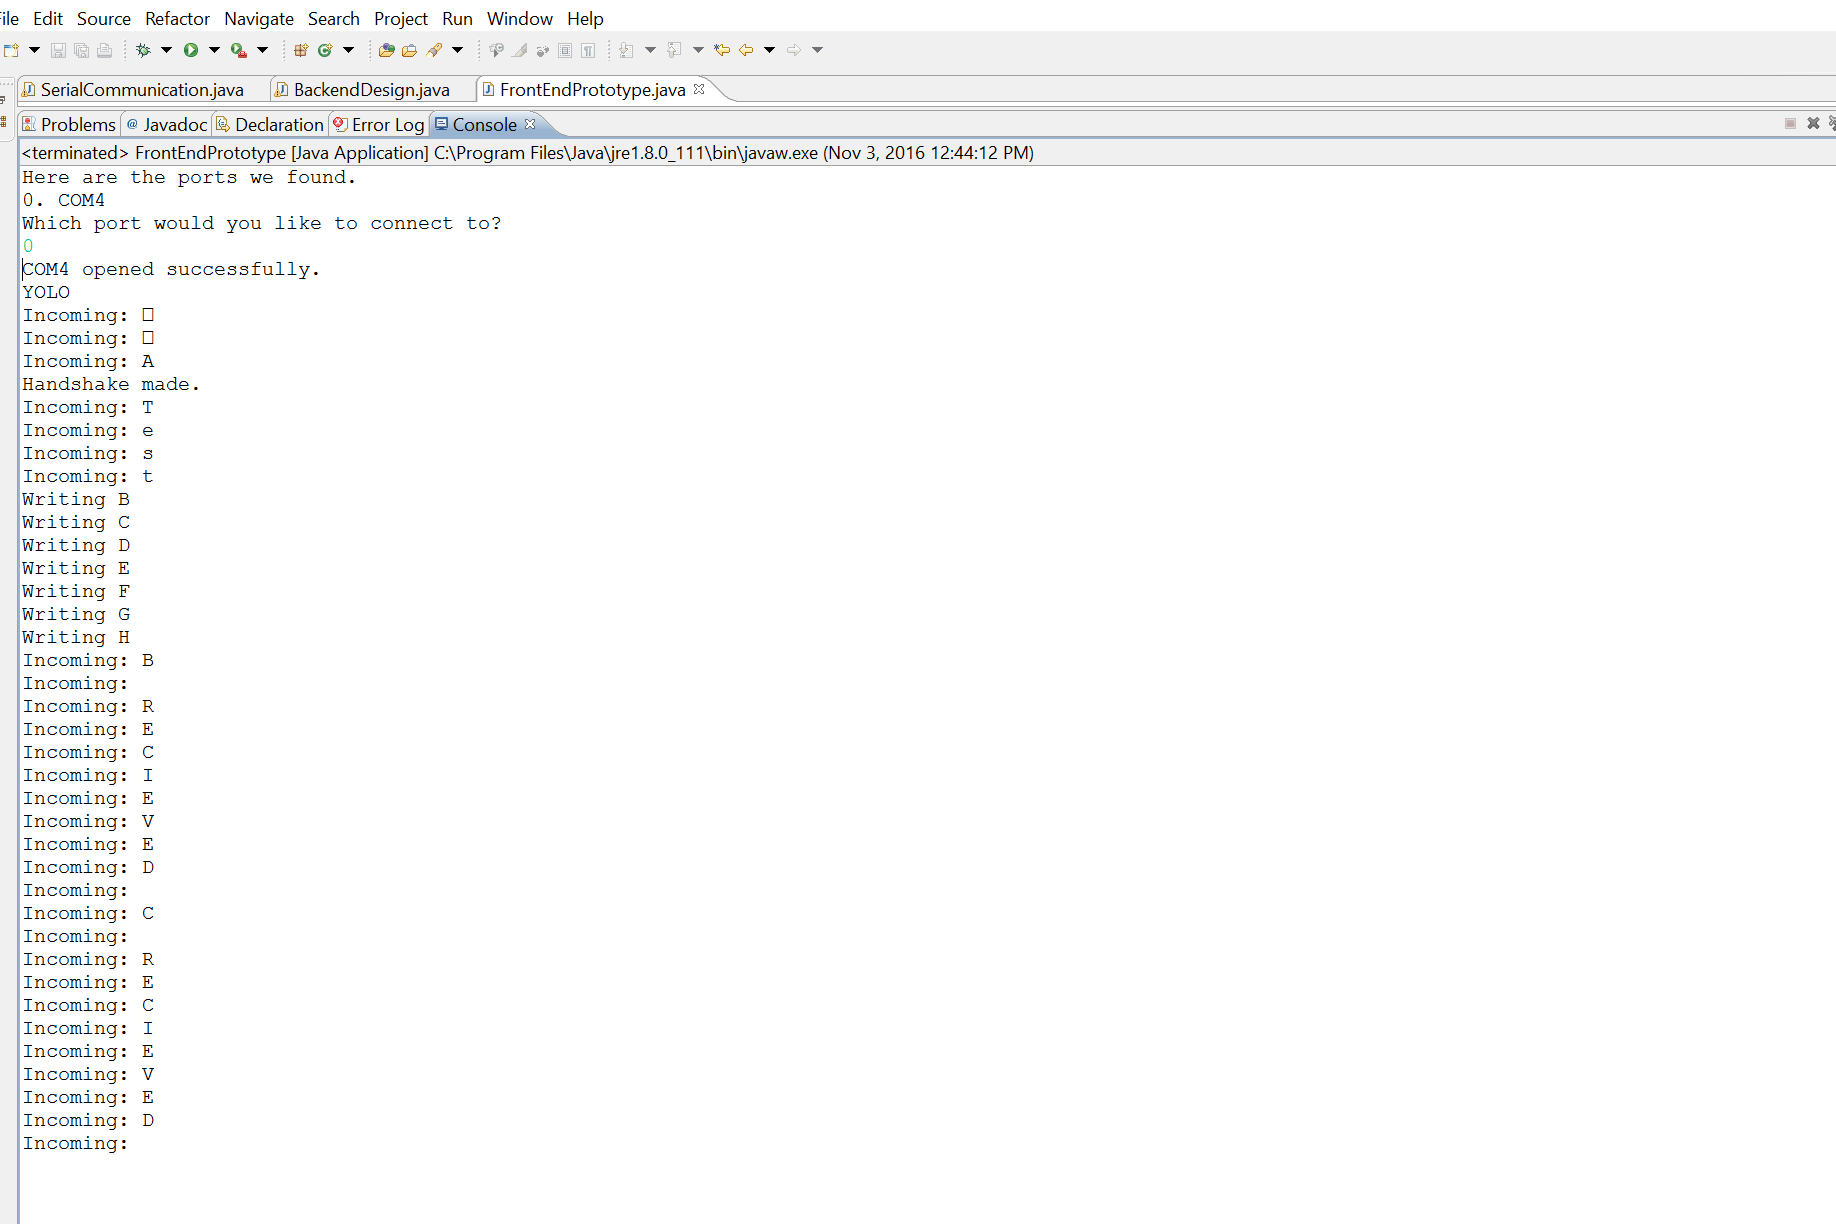 File Edit Source Refactor Navigate Search Project Run Window Help
SerialCommunication.java BackendDesign.java FrontEndPrototype.java
Problems @ Javadoc Declaration Error Log Console
<terminated> FrontEndPrototype [Java Application] C:\Program Files\Java\jre1.8.0_111\bin\javaw.exe (Nov 3, 2016 12:44:12 PM)
Here are the ports we found.
0. COM4
Which port would you like to connect to?
0
COM4 opened successfully.
YOLO
Incoming: □
Incoming: □
Incoming: A
Handshake made.
Incoming: T
Incoming: e
Incoming: s
Incoming: t
Writing B
Writing C
Writing D
Writing E
Writing F
Writing G
Writing H
Incoming: B
Incoming:
Incoming: R
Incoming: E
Incoming: C
Incoming: I
Incoming: E
Incoming: V
Incoming: E
Incoming: D
Incoming:
Incoming: C
Incoming:
Incoming: R
Incoming: E
Incoming: C
Incoming: I
Incoming: E
Incoming: V
Incoming: E
Incoming: D
Incoming: